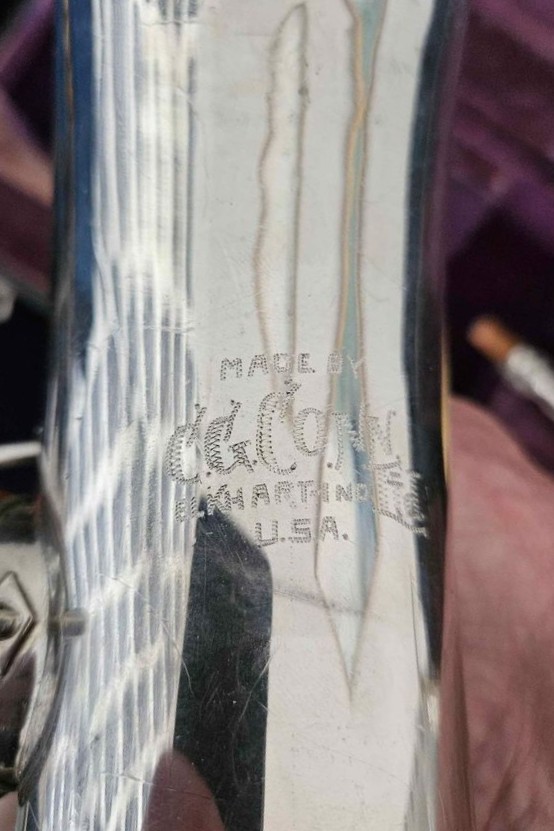 MADE BY
C.G. CONN
ELKHART-IND
U.S.A.